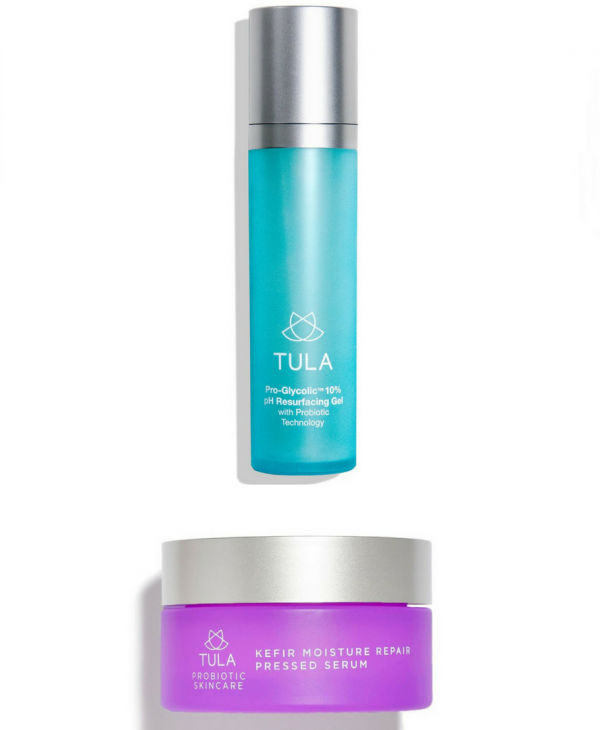 TULA
Pro-Glycolic™ 10%
pH Resurfacing Gel
with Probiotic
Technology
TULA
PROBIOTIC
SKINCARE
KEFIR MOISTURE REPAIR
PRESSED SERUM